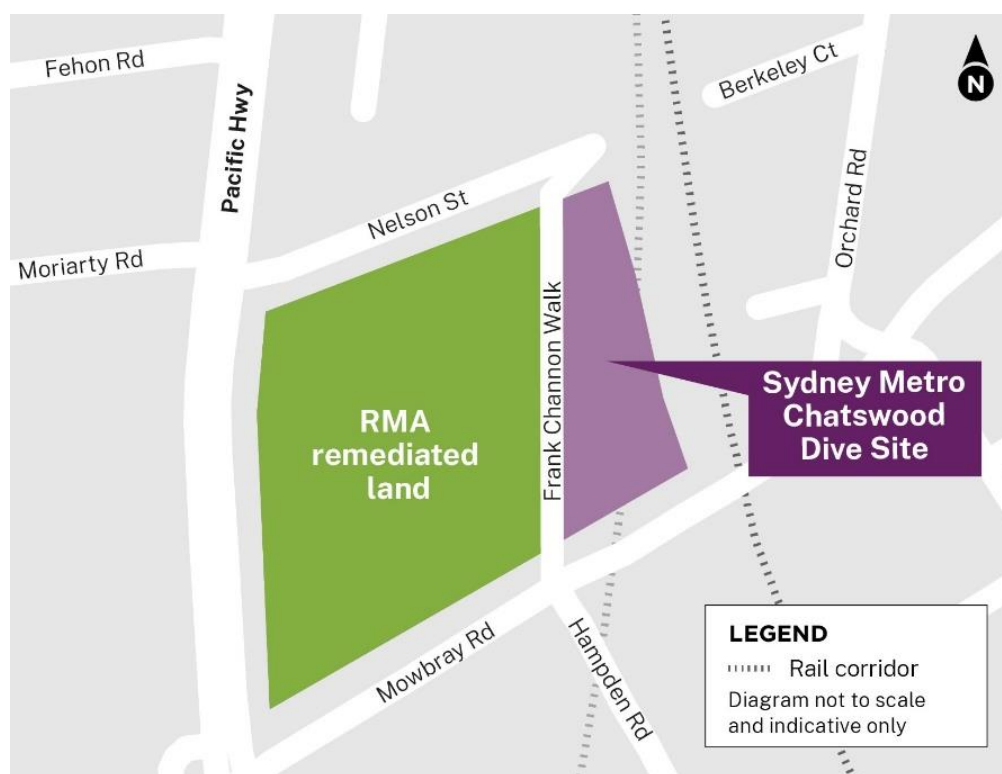 Fehon Rd
Pacific Hwy
Berkeley Ct
N
Nelson St
Orchard Rd
Moriarty Rd
Frank Channon Walk
RMA
remediated
land
Sydney Metro
Chatswood
Dive Site
Mowbray Rd
Hampden Rd
LEGEND
Rail corridor
Diagram not to scale
and indicative only